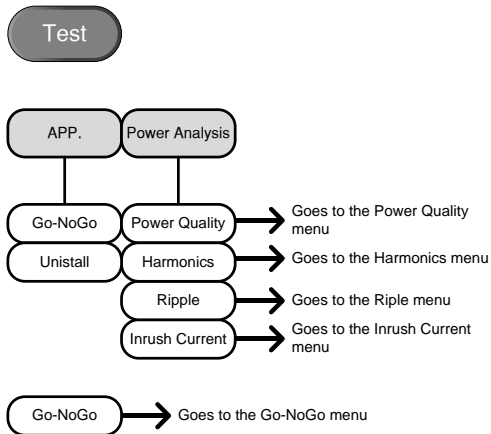 Test
APP.
Power Analysis
Go-NoGo
Power Quality
Goes to the Power Quality
menu
Unistall
Harmonics
Goes to the Harmonics menu
Ripple
Goes to the Riple menu
Inrush Current
Goes to the Inrush Current
menu
Go-NoGo
Goes to the Go-NoGo menu